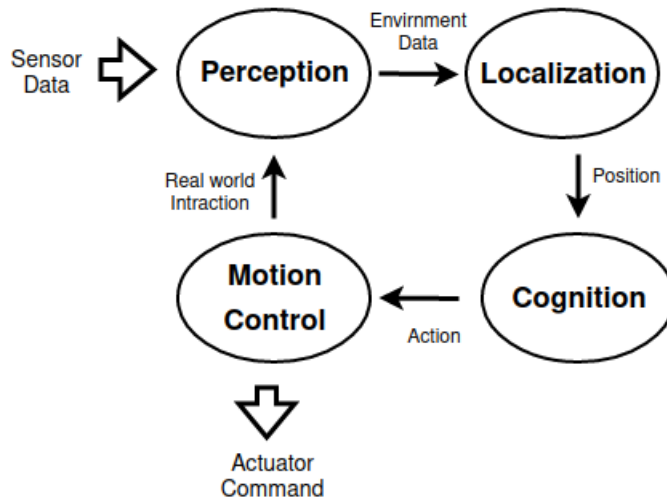 Sensor
Data
Perception
Envirnment
Data
Localization
Real world
Intraction
Position
Motion
Control
Action
Cognition
Actuator
Command